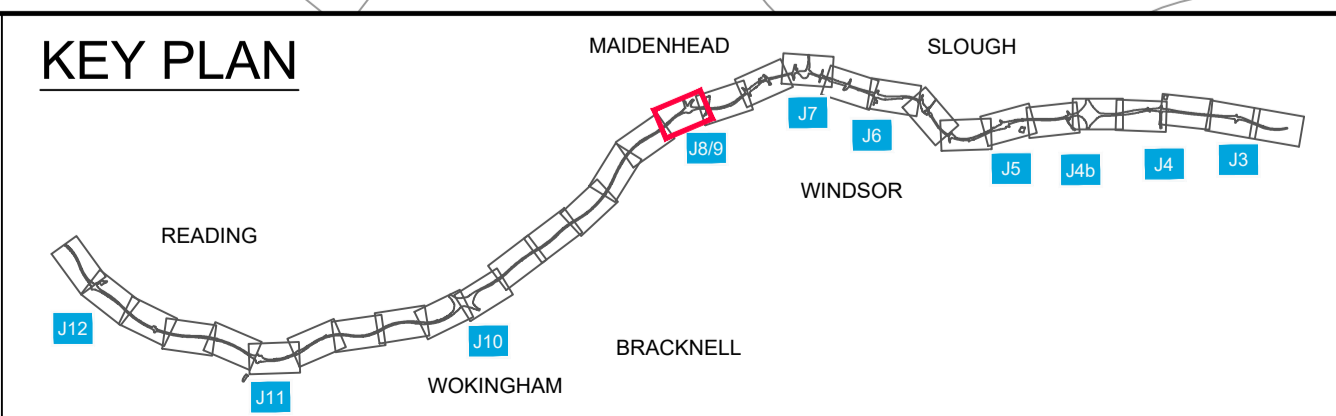 KEY PLAN
MAIDENHEAD
SLOUGH
J7
J6
J8/9
J5
J4b
J4
J3
WINDSOR
READING
J12
J10
BRACKNELL
WOKINGHAM
J11